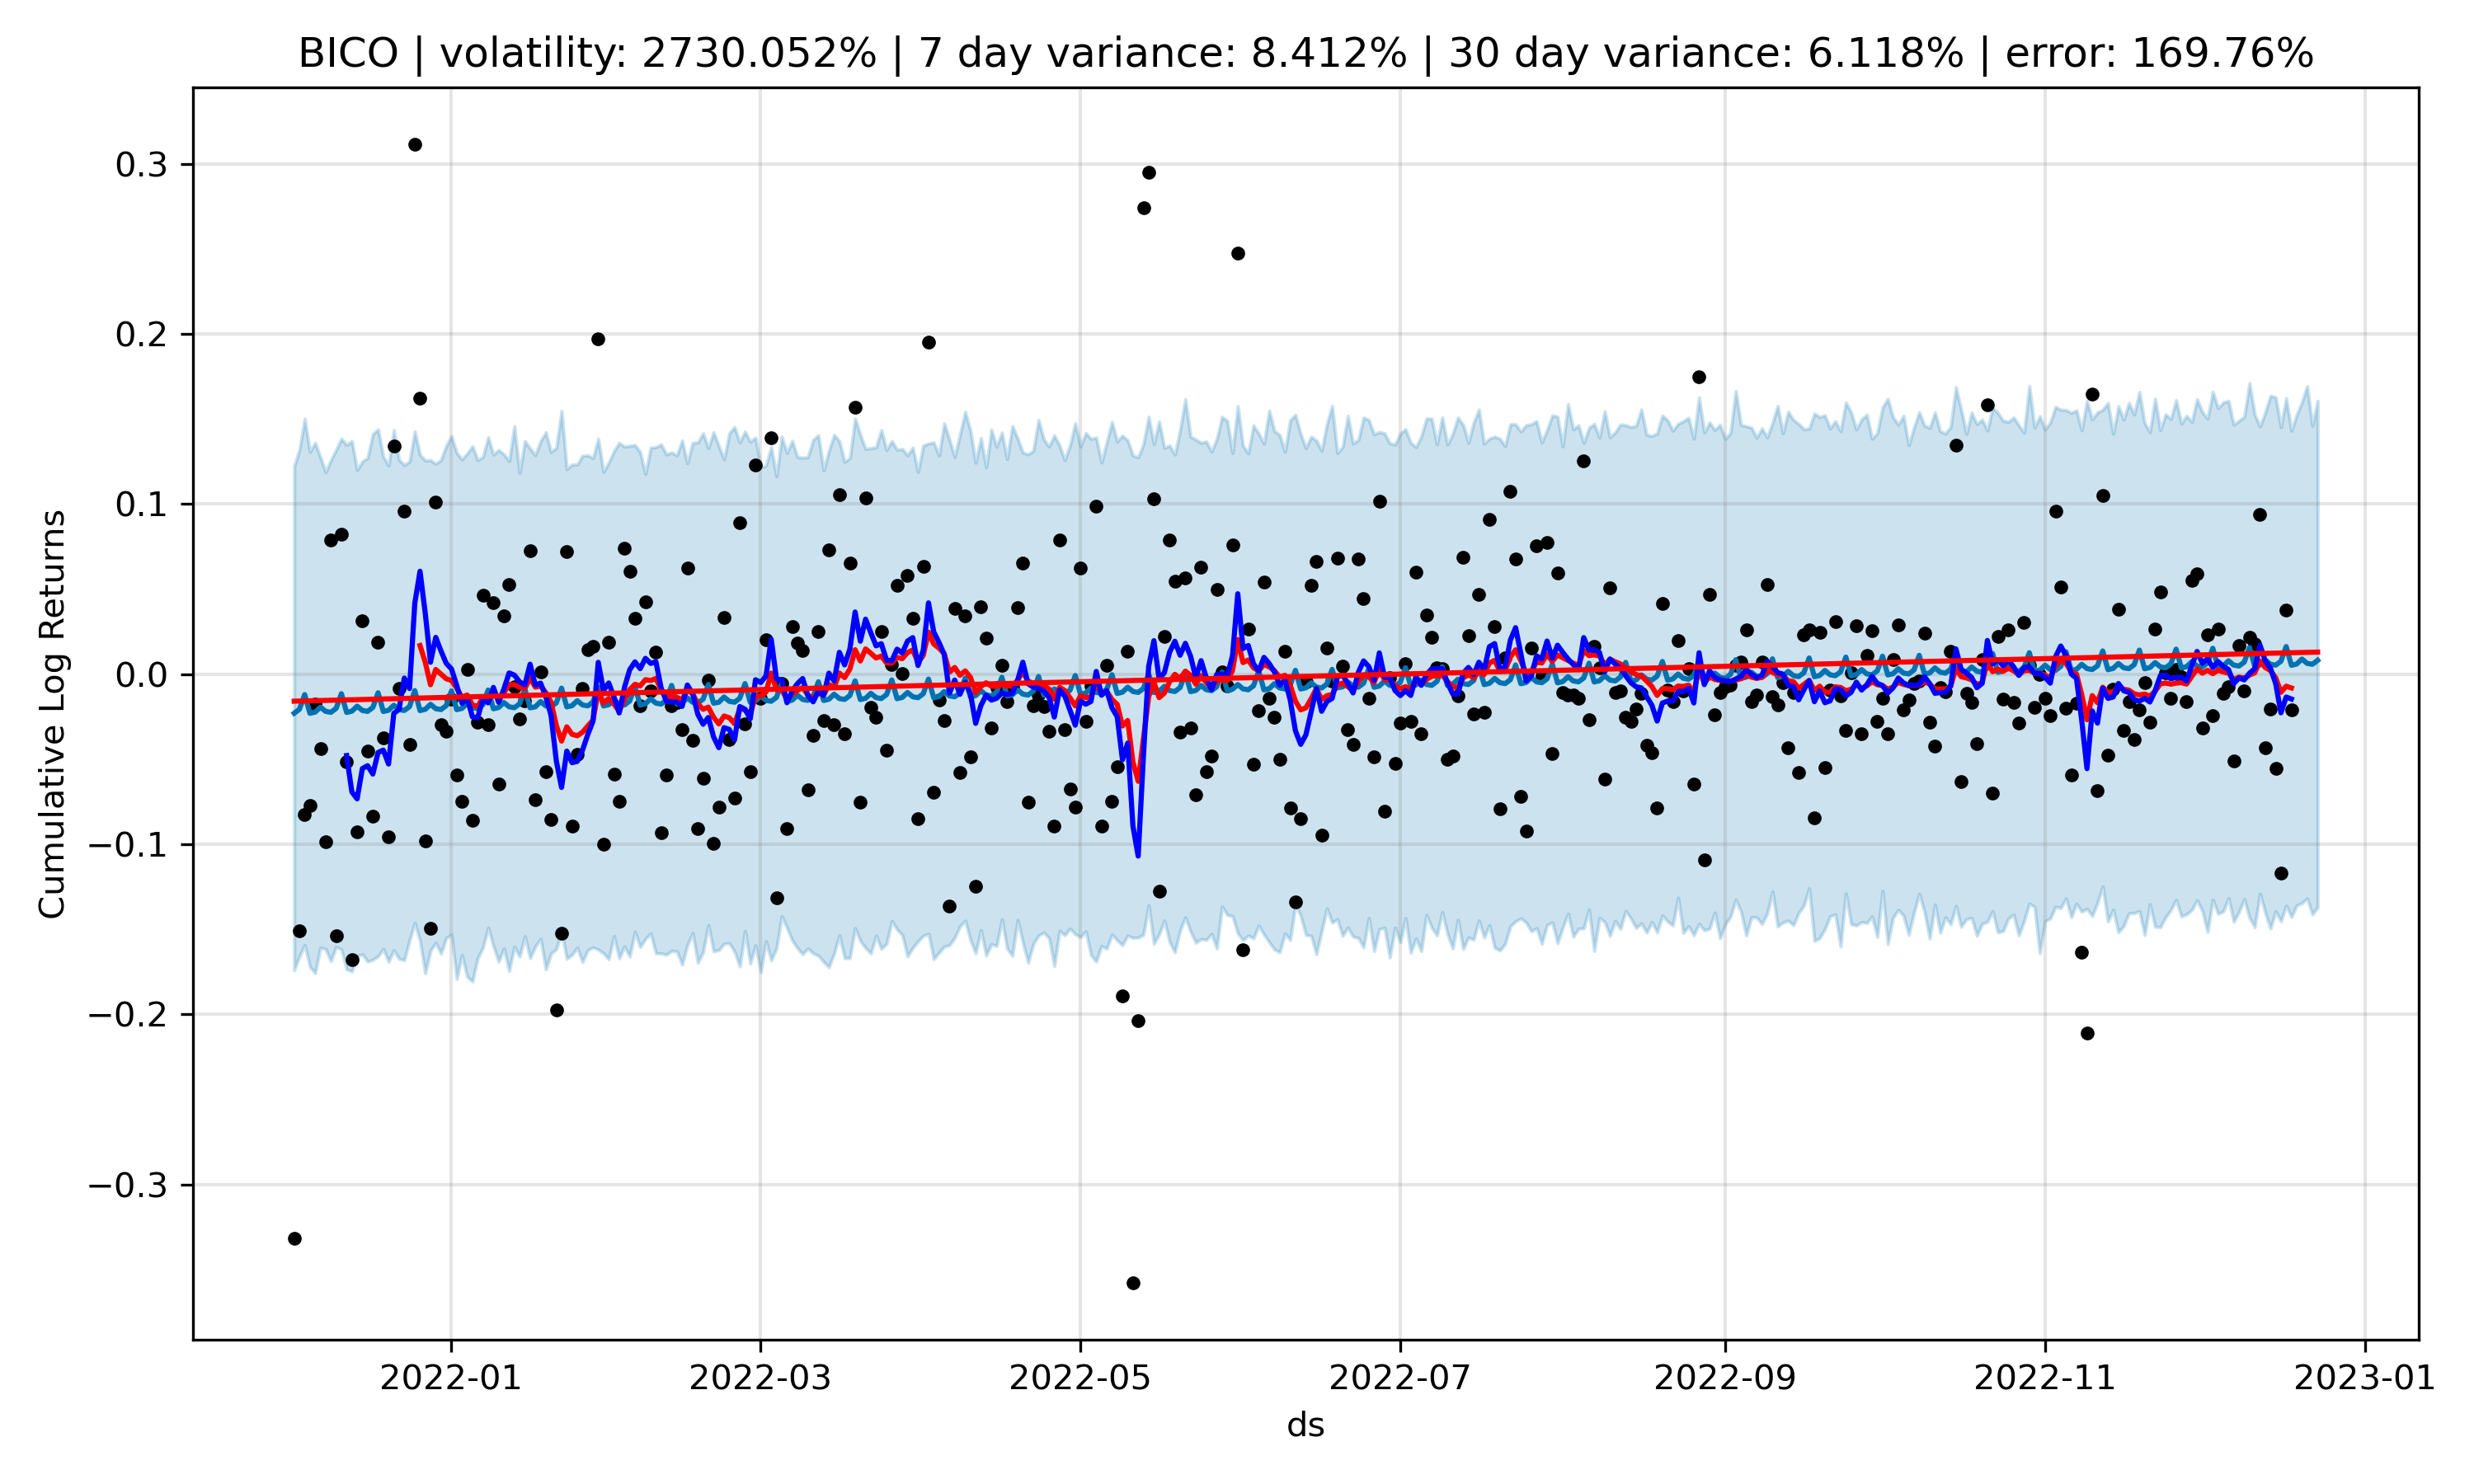 BICO | volatility: 2730.052% | 7 day variance: 8.412% | 30 day variance: 6.118% | error: 169.76%
Cumulative Log Returns
0.3
0.2
0.1
0.0
−0.1
−0.2
−0.3
2022-01 2022-03 2022-05 2022-07 2022-09 2022-11 2023-01
ds